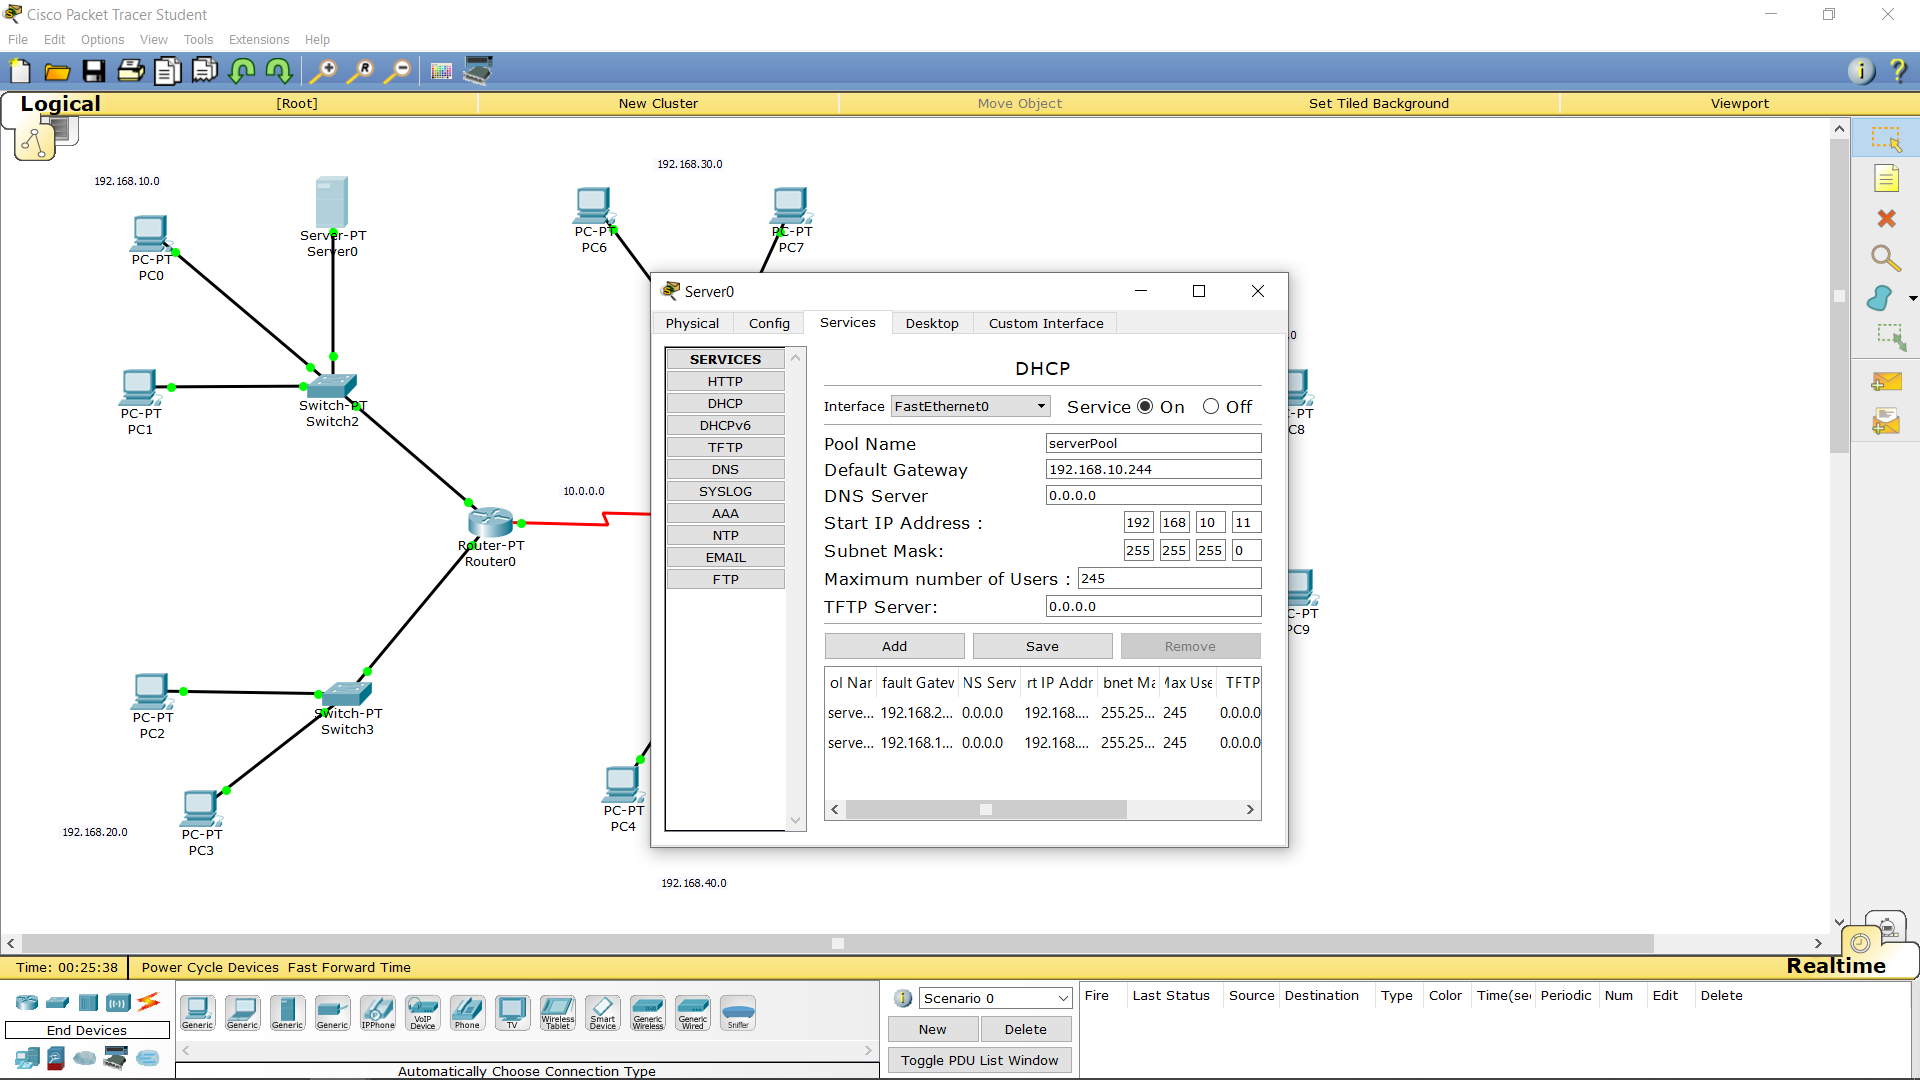 Cisco Packet Tracer Student
File Edit Options View Tools Extensions Help
Logical [Root] New Cluster Move Object Set Tiled Background Viewport
192.168.10.0
192.168.30.0
Server-PT
Server0
PC-PT
PC0
PC-PT
PC6
PC-PT
PC7
PC-PT
PC1
Switch-PT
Switch2
10.0.0.0
Router-PT
Router0
PC-PT
PC2
Switch-PT
Switch3
PC-PT
PC3
192.168.20.0
PC-PT
PC4
192.168.40.0
.0
C-PT
C8
C-PT
PC9
Server0
Physical Config Services Desktop Custom Interface
SERVICES
HTTP
DHCP
DHCPv6
TFTP
DNS
SYSLOG
AAA
NTP
EMAIL
FTP
DHCP
Interface FastEthernet0 Service On Off
Pool Name serverPool
Default Gateway 192.168.10.244
DNS Server 0.0.0.0
Start IP Address : 192 168 10 11
Subnet Mask: 255 255 255 0
Maximum number of Users : 245
TFTP Server: 0.0.0.0
Add Save Remove
ol Nar fault Gatev NS Serv rt IP Addr bnet Ma Max Use TFTP
serve... 192.168.2... 0.0.0.0 192.168.... 255.25... 245 0.0.0.0
serve... 192.168.1... 0.0.0.0 192.168.... 255.25... 245 0.0.0.0
Time: 00:25:38 Power Cycle Devices Fast Forward Time
Realtime
End Devices
Generic Generic Generic Generic IPPhone VoIP Device Phone TV Wireless Tablet Smart Device Generic Wireless Generic Wired Sniffer
Automatically Choose Connection Type
Scenario 0
New Delete
Toggle PDU List Window
Fire Last Status Source Destination Type Color Time(sec Periodic Num Edit Delete